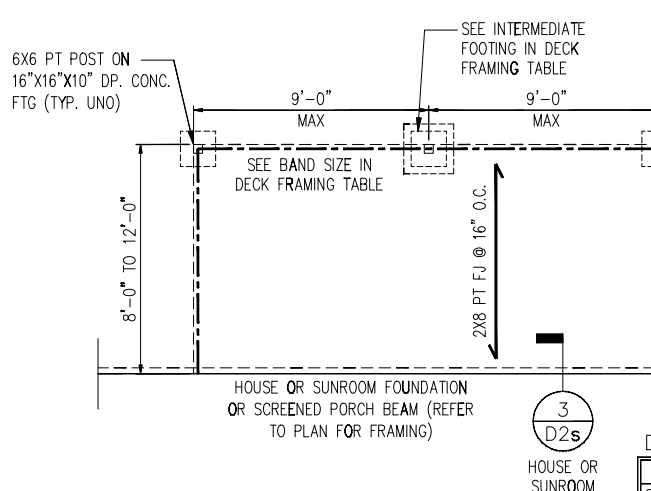 SEE INTERMEDIATE
FOOTING IN DECK
FRAMING TABLE
6X6 PT POST ON
16"X16"X10" DP. CONC.
FTG (TYP. UNO)
9'-0"
MAX
9'-0"
MAX
SEE BAND SIZE IN
DECK FRAMING TABLE
8'-0" TO 12'-0"
2X8 PT FJ @ 16" O.C.
HOUSE OR SUNROOM FOUNDATION
OR SCREENED PORCH BEAM (REFER
TO PLAN FOR FRAMING)
3
D2s
HOUSE OR
SUNROOM
D